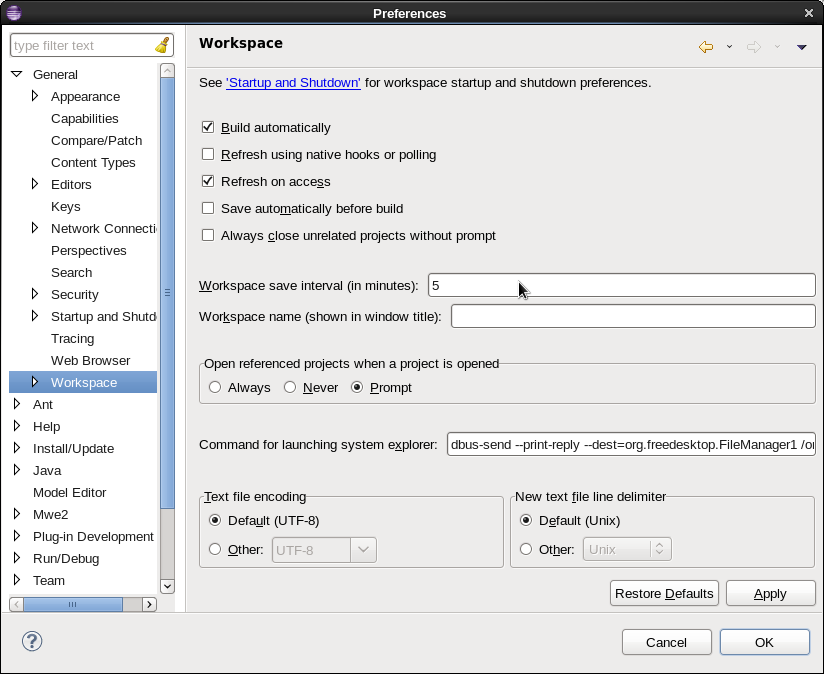 Preferences
type filter text
General
Appearance
Capabilities
Compare/Patch
Content Types
Editors
Keys
Network Connecti
Perspectives
Search
Security
Startup and Shutd
Tracing
Web Browser
Workspace
Ant
Help
Install/Update
Java
Model Editor
Mwe2
Plug-in Development
Run/Debug
Team
Workspace
See 'Startup and Shutdown' for workspace startup and shutdown preferences.
Build automatically
Refresh using native hooks or polling
Refresh on access
Save automatically before build
Always close unrelated projects without prompt
Workspace save interval (in minutes): 5
Workspace name (shown in window title):
Open referenced projects when a project is opened
Always Never Prompt
Command for launching system explorer: dbus-send --print-reply --dest=org.freedesktop.FileManager1 /or
Text file encoding
Default (UTF-8)
Other: UTF-8
New text file line delimiter
Default (Unix)
Other: Unix
Restore Defaults Apply
? Cancel OK